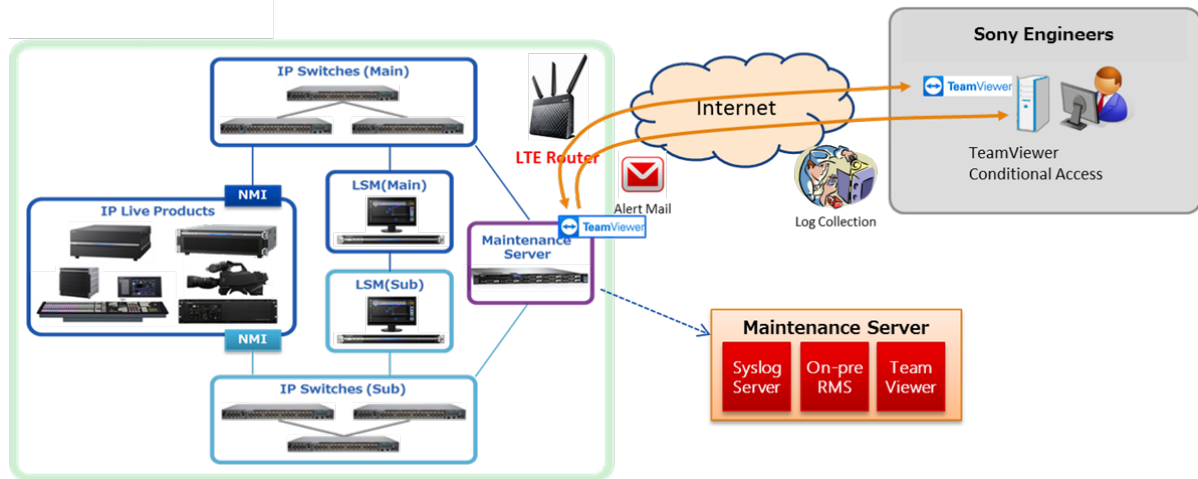 Sony Engineers
IP Switches (Main)
Internet
TeamViewer
LTE Router
TeamViewer
Conditional Access
NMI
LSM(Main)
Alert Mail
Log Collection
IP Live Products
TeamViewer
Maintenance
Server
LSM(Sub)
NMI
Maintenance Server
Syslog
Server
On-pre
RMS
Team
Viewer
IP Switches (Sub)